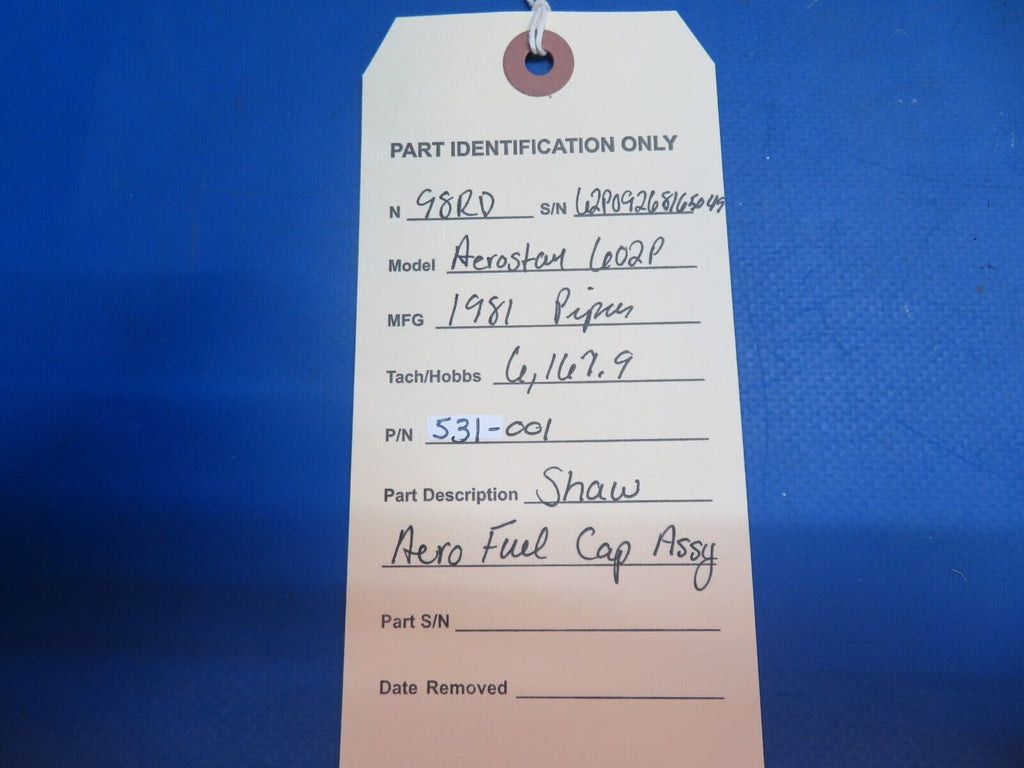 PART IDENTIFICATION ONLY
N 98RD S/N 62P09268165049
Model Aerostar 602P
MFG 1981 Piper
Tach/Hobbs 6,167.9
P/N 531-001
Part Description Shaw
Aero Fuel Cap Assy
Part S/N
Date Removed